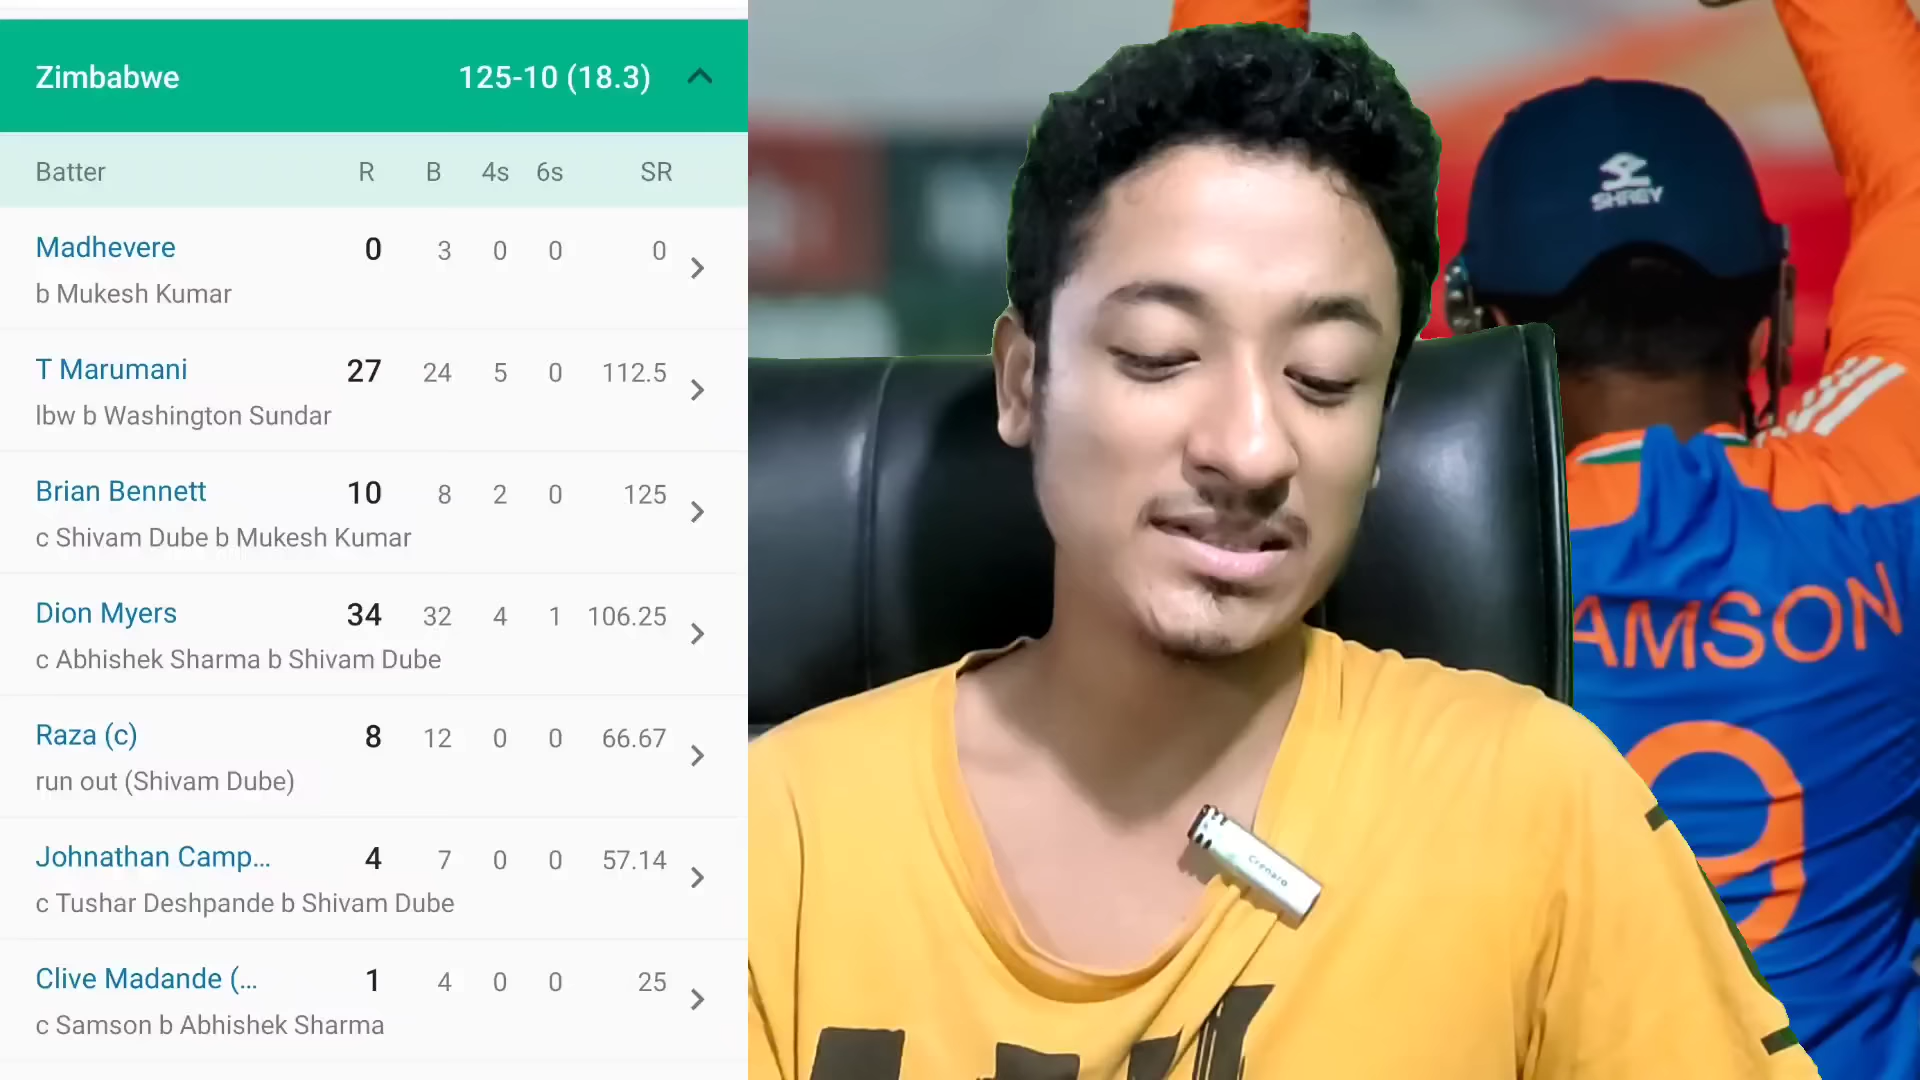 Zimbabwe 125-10 (18.3)
Batter R B 4s 6s SR
Madhevere 0 3 0 0 0
b Mukesh Kumar
T Marumani 27 24 5 0 112.5
lbw b Washington Sundar
Brian Bennett 10 8 2 0 125
c Shivam Dube b Mukesh Kumar
Dion Myers 34 32 4 1 106.25
c Abhishek Sharma b Shivam Dube
Raza (c) 8 12 0 0 66.67
run out (Shivam Dube)
Johnathan Camp... 4 7 0 0 57.14
c Tushar Deshpande b Shivam Dube
Clive Madande (... 1 4 0 0 25
c Samson b Abhishek Sharma
SHREY
AMSON
9